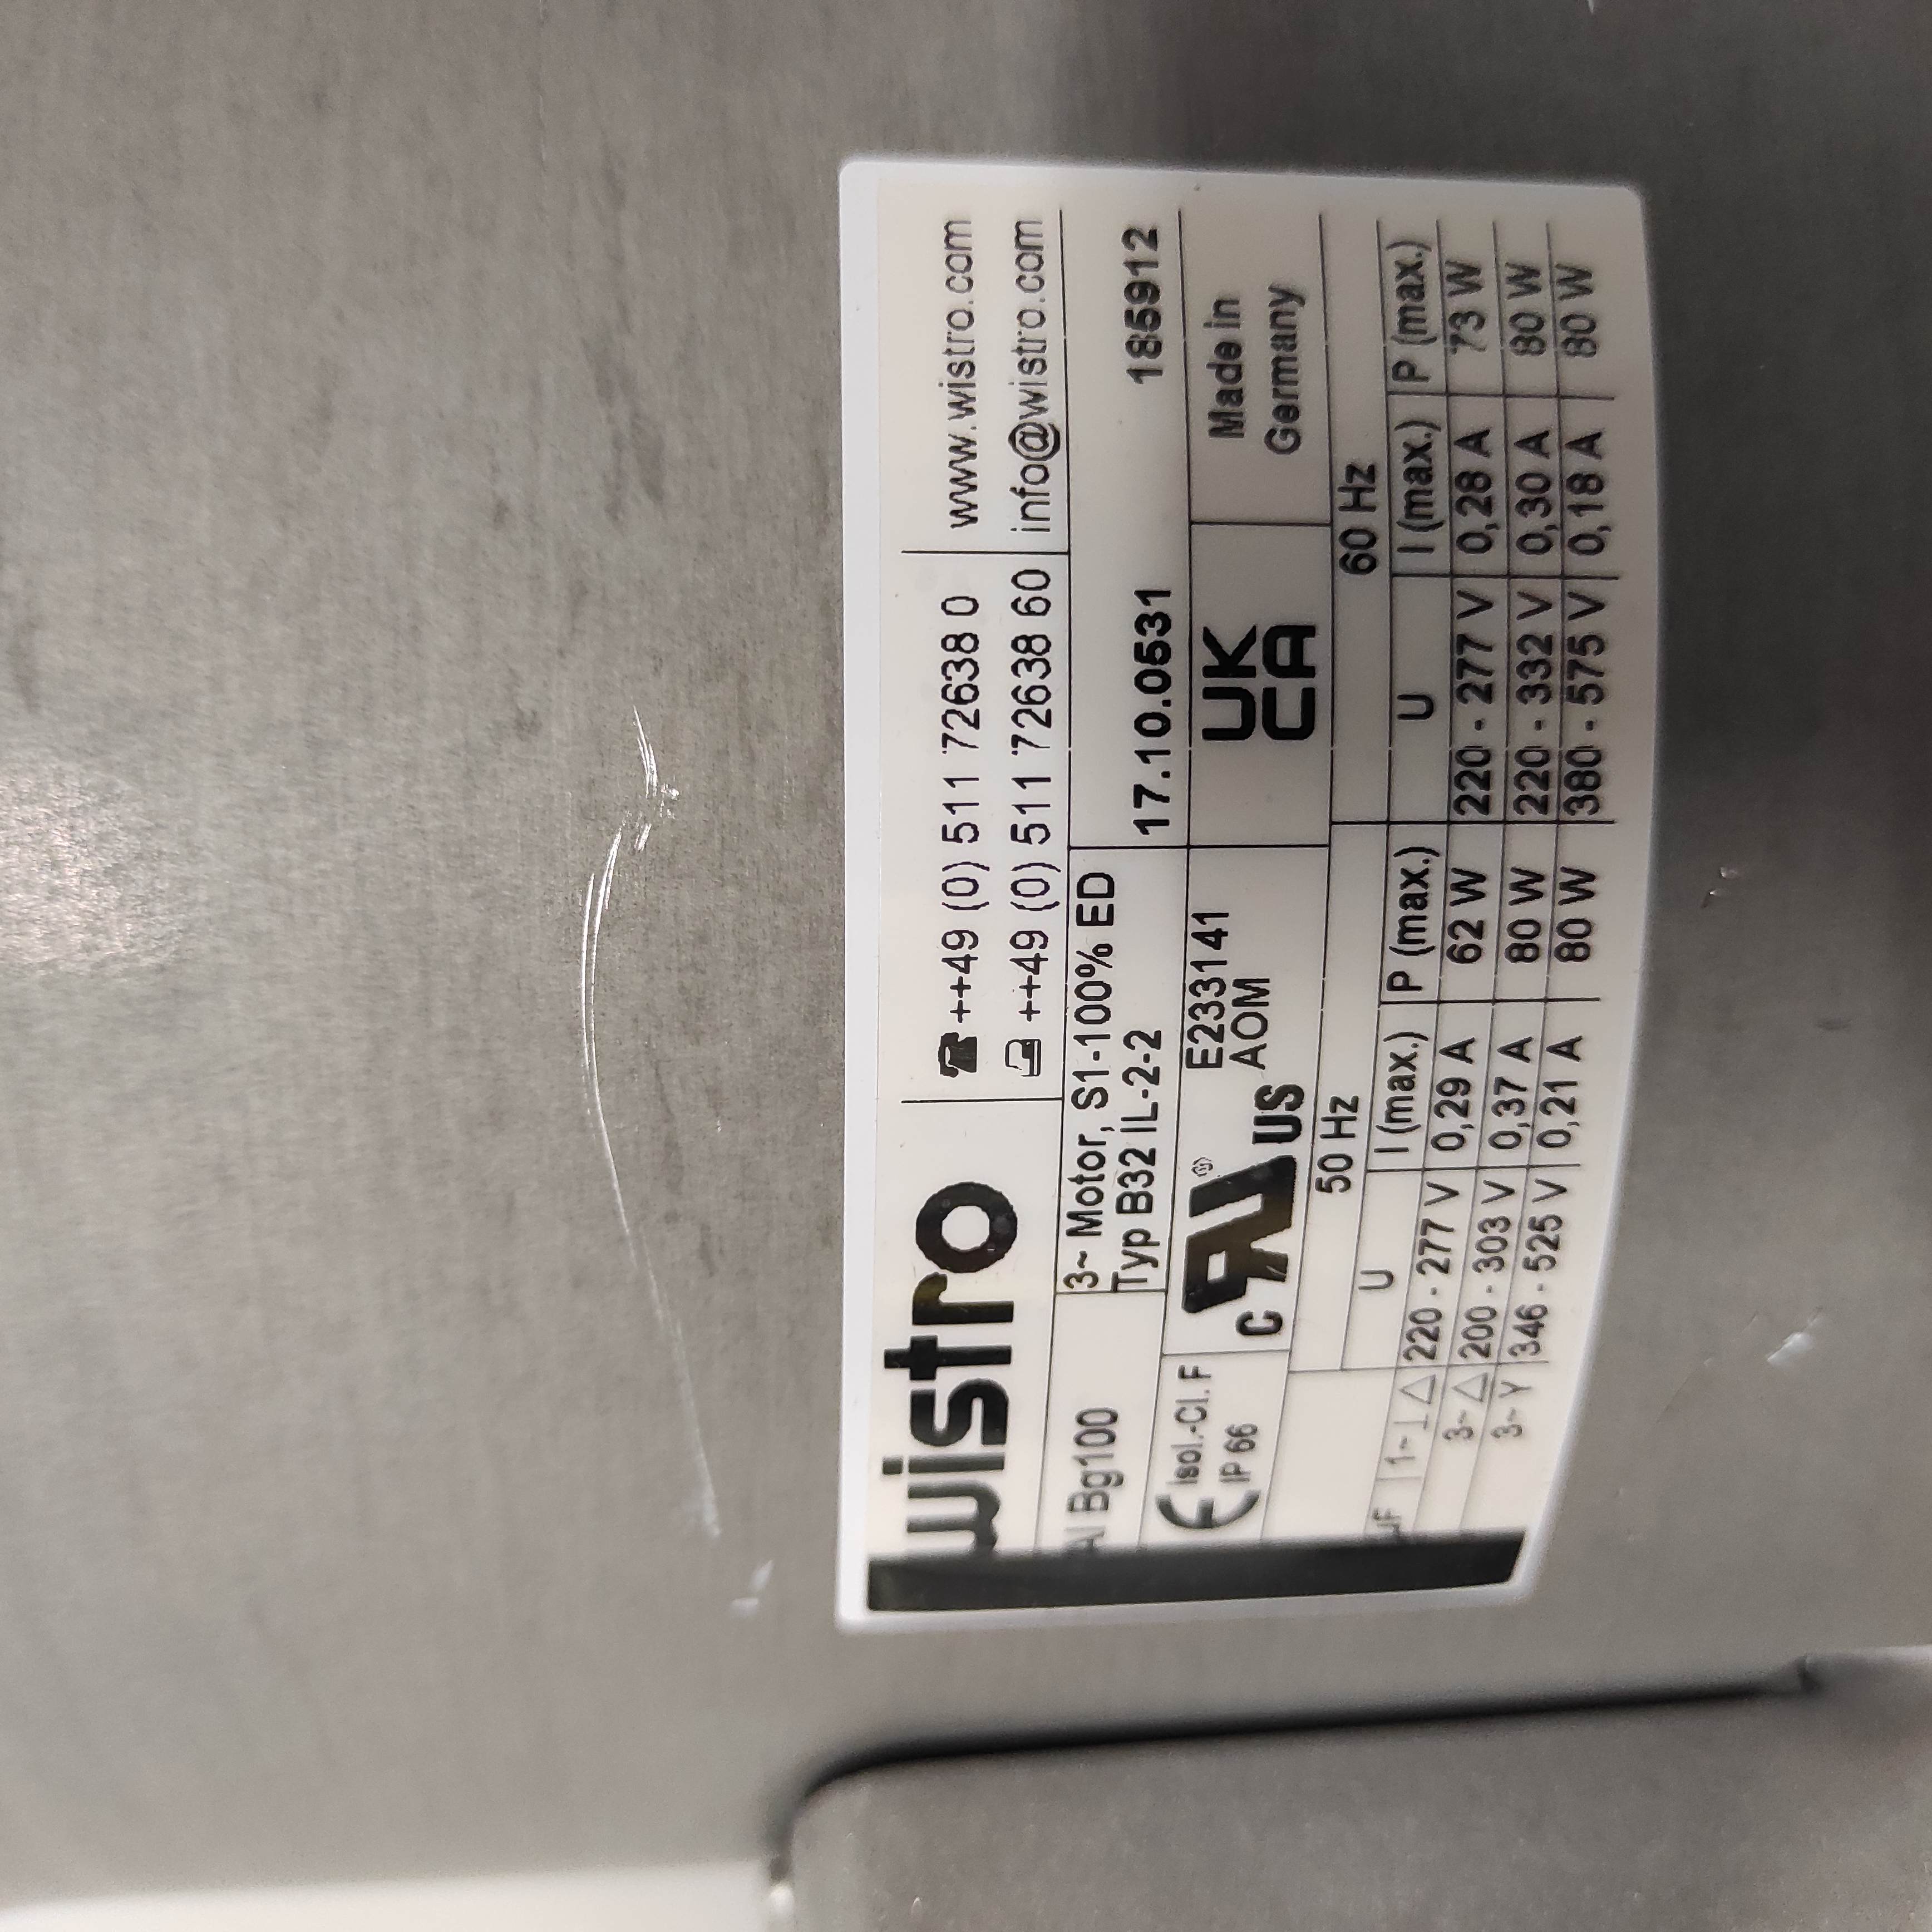 wistro
☎ ++49 (0) 511 72638 0
++49 (0) 511 72638 60
www.wistro.com
info@wistro.com
Bg100
3~ Motor, S1-100% ED
Typ B32 IL-2-2
17.10.0531 185912
CE Isol.-Cl. F
IP 66
c RU ® US E233141
AOM
UK
CA
Made in
Germany
50 Hz 60 Hz
µF U I (max.) P (max.) U I (max.) P (max.)
1~ ⊥ △ 220 - 277 V 0,29 A 62 W 220 - 277 V 0,28 A 73 W
3~ △ 200 - 303 V 0,37 A 80 W 220 - 332 V 0,30 A 80 W
3~ Y 346 - 525 V 0,21 A 80 W 380 - 575 V 0,18 A 80 W